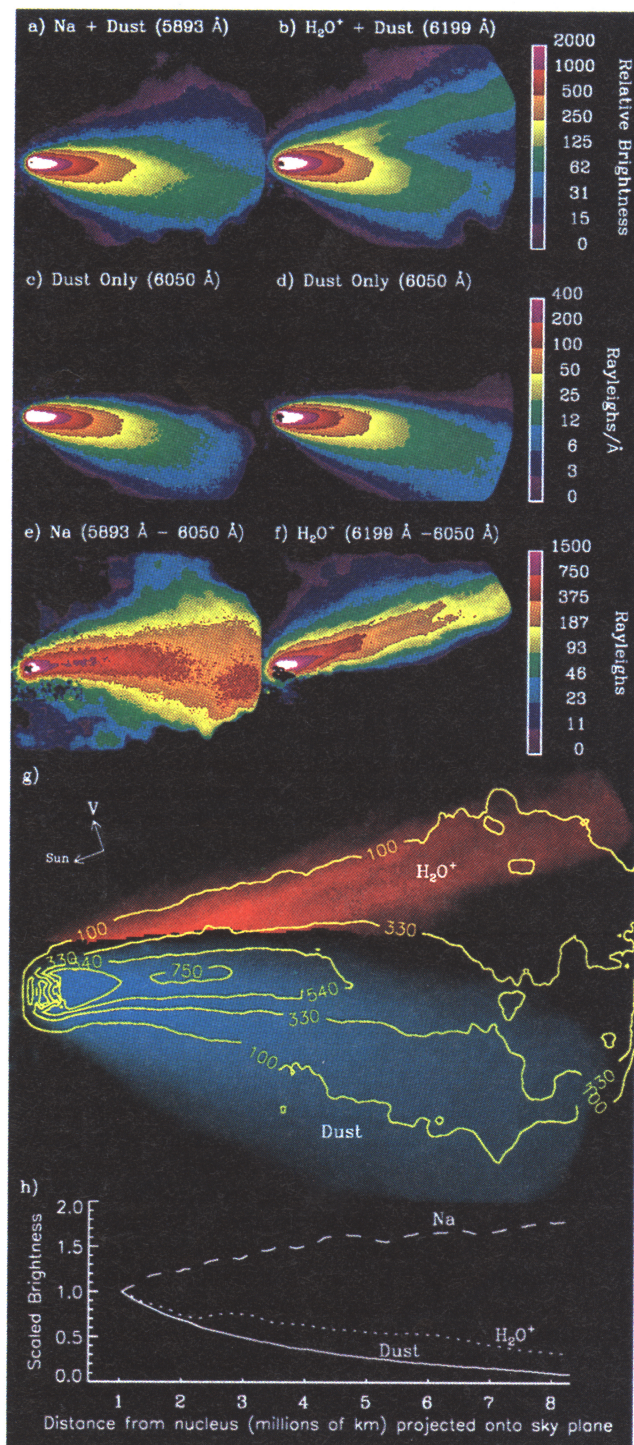 a) Na + Dust (5893 Å)
b) H₂O⁺ + Dust (6199 Å)
2000
1000
500
250
125
62
31
15
0
Relative Brightness
c) Dust Only (6050 Å)
d) Dust Only (6050 Å)
400
200
100
50
25
12
6
3
0
Rayleighs/Å
e) Na (5893 Å - 6050 Å)
f) H₂O⁺ (6199 Å -6050 Å)
1500
750
375
187
93
46
23
11
0
Rayleighs
g)
V
Sun
100
H₂O⁺
330
330
540
750
540
330
100
330
100
Dust
h)
Scaled Brightness
2.0
1.5
1.0
0.5
0.0
Na
H₂O⁺
Dust
1 2 3 4 5 6 7 8
Distance from nucleus (millions of km) projected onto sky plane